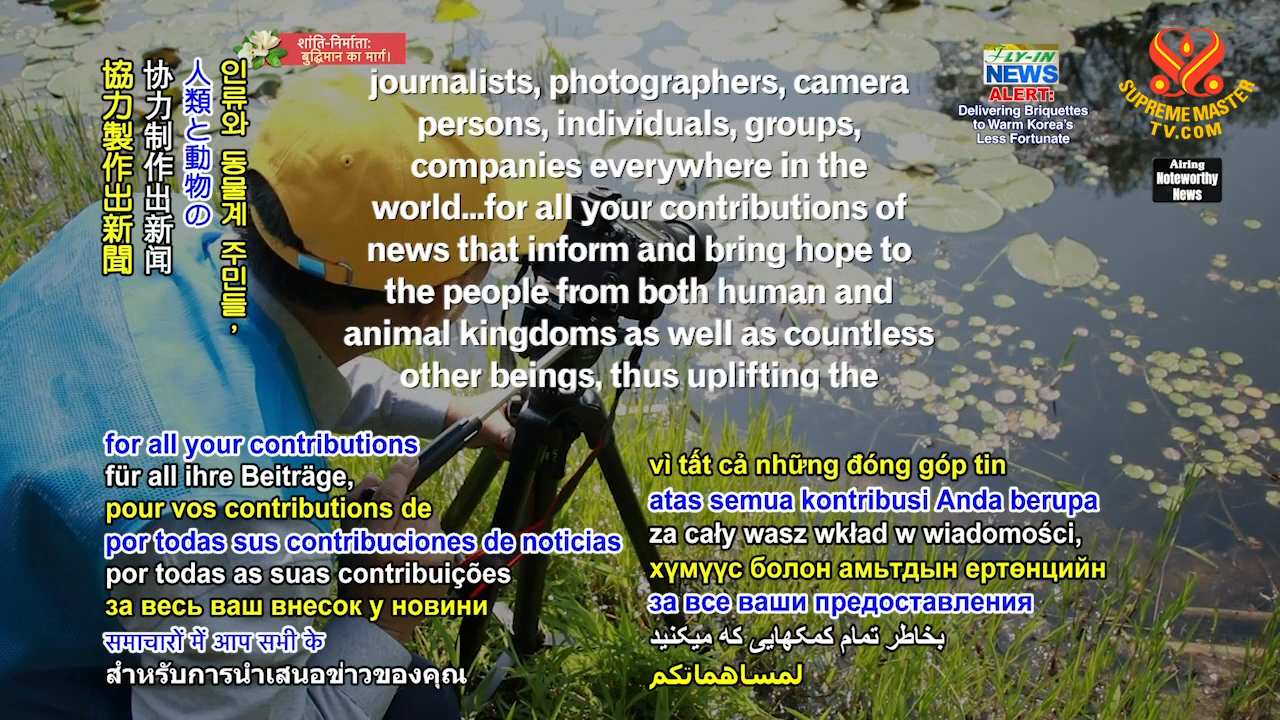 शांति-निर्माता:
बुद्धिमान का मार्ग।
FLY-IN
NEWS
ALERT:
Delivering Briquettes
to Warm Korea's
Less Fortunate
SUPREME MASTER
TV.COM
Airing
Noteworthy
News
journalists, photographers, camera
persons, individuals, groups,
companies everywhere in the
world...for all your contributions of
news that inform and bring hope to
the people from both human and
animal kingdoms as well as countless
other beings, thus uplifting the
인류와 동물계 주민들,
人類と動物の
协力制作出新闻
協力製作出新聞
for all your contributions
für all ihre Beiträge,
pour vos contributions de
por todas sus contribuciones de noticias
por todas as suas contribuições
за весь ваш внесок у новини
समाचारों में आप सभी के
สำหรับการนำเสนอข่าวของคุณ
vì tất cả những đóng góp tin
atas semua kontribusi Anda berupa
za cały wasz wkład w wiadomości,
хүмүүс болон амьтдын ертөнцийн
за все ваши предоставления
بخاطر تمام کمکهایی که میکنید
لمساهماتكم